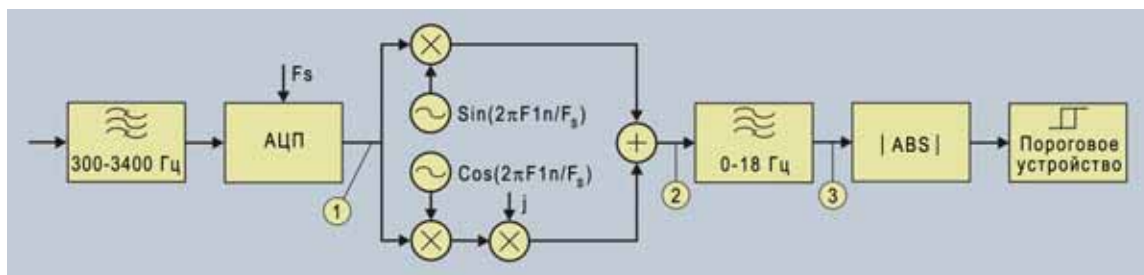 Fs
300-3400 Гц
АЦП
1
Sin(2πF1n/Fs)
Cos(2πF1n/Fs)
j
2
0-18 Гц
3
|ABS|
Пороговое
устройство